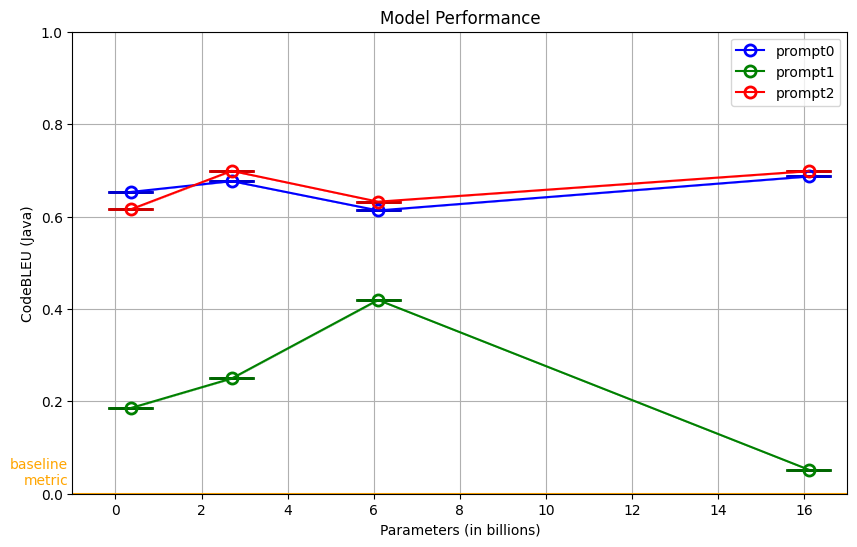 Model Performance
1.0
0.8
0.6
0.4
0.2
0.0
CodeBLEU (Java)
baseline
metric
prompt0
prompt1
prompt2
0 2 4 6 8 10 12 14 16
Parameters (in billions)